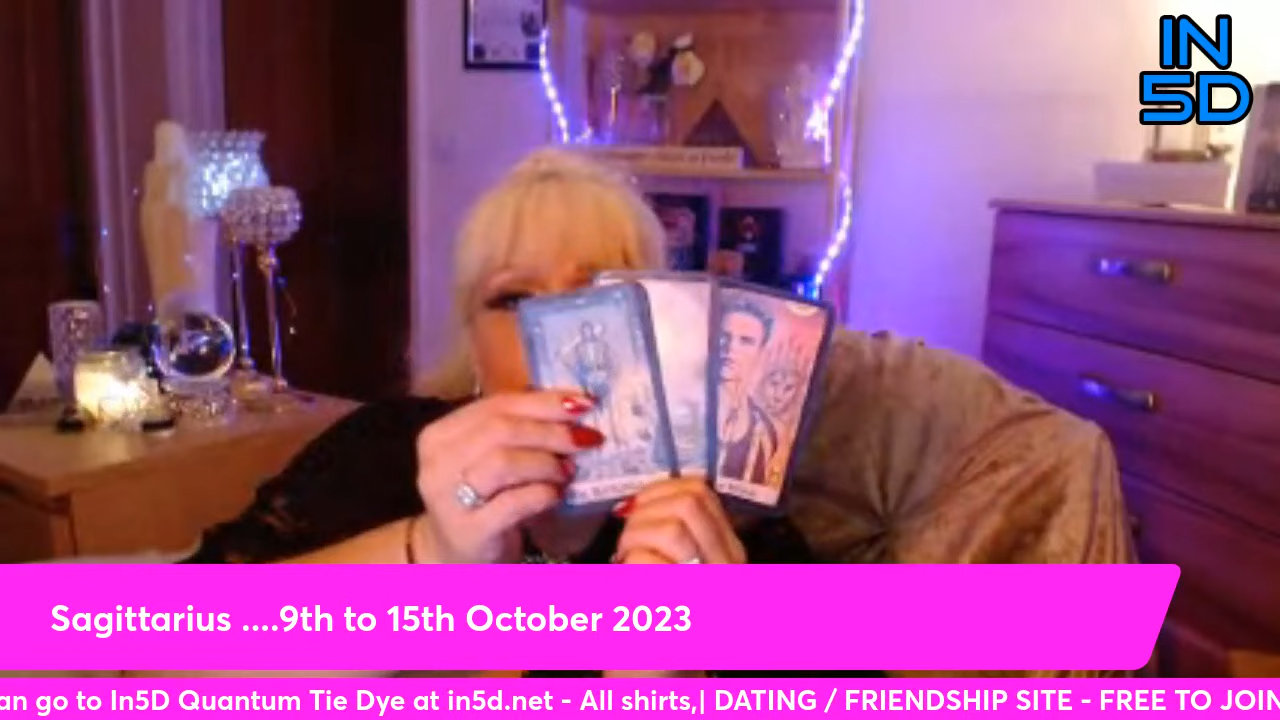 IN
5D
Sagittarius ....9th to 15th October 2023
an go to In5D Quantum Tie Dye at in5d.net - All shirts,| DATING / FRIENDSHIP SITE - FREE TO JOIN